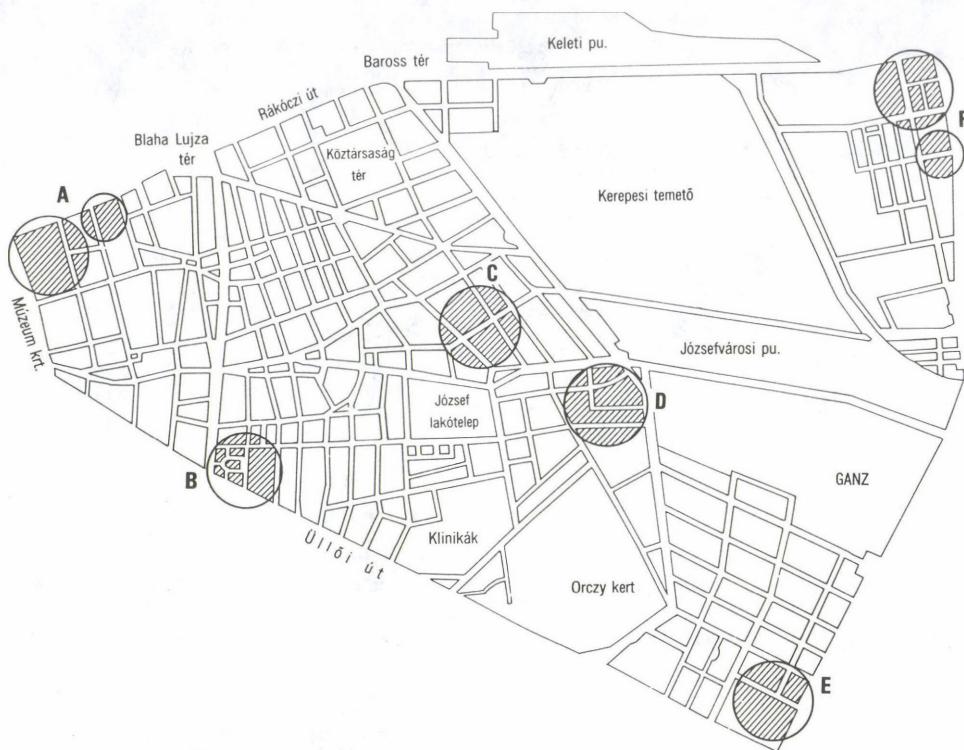 Keleti pu.
Baross tér
Rákóczi út
Blaha Lujza
tér
Köztársaság
tér
Kerepesi temető
A
F
C
Múzeum krt.
Józsefvárosi pu.
József
lakótelep
D
B
GANZ
Klinikák
Üllői út
Orczy kert
E